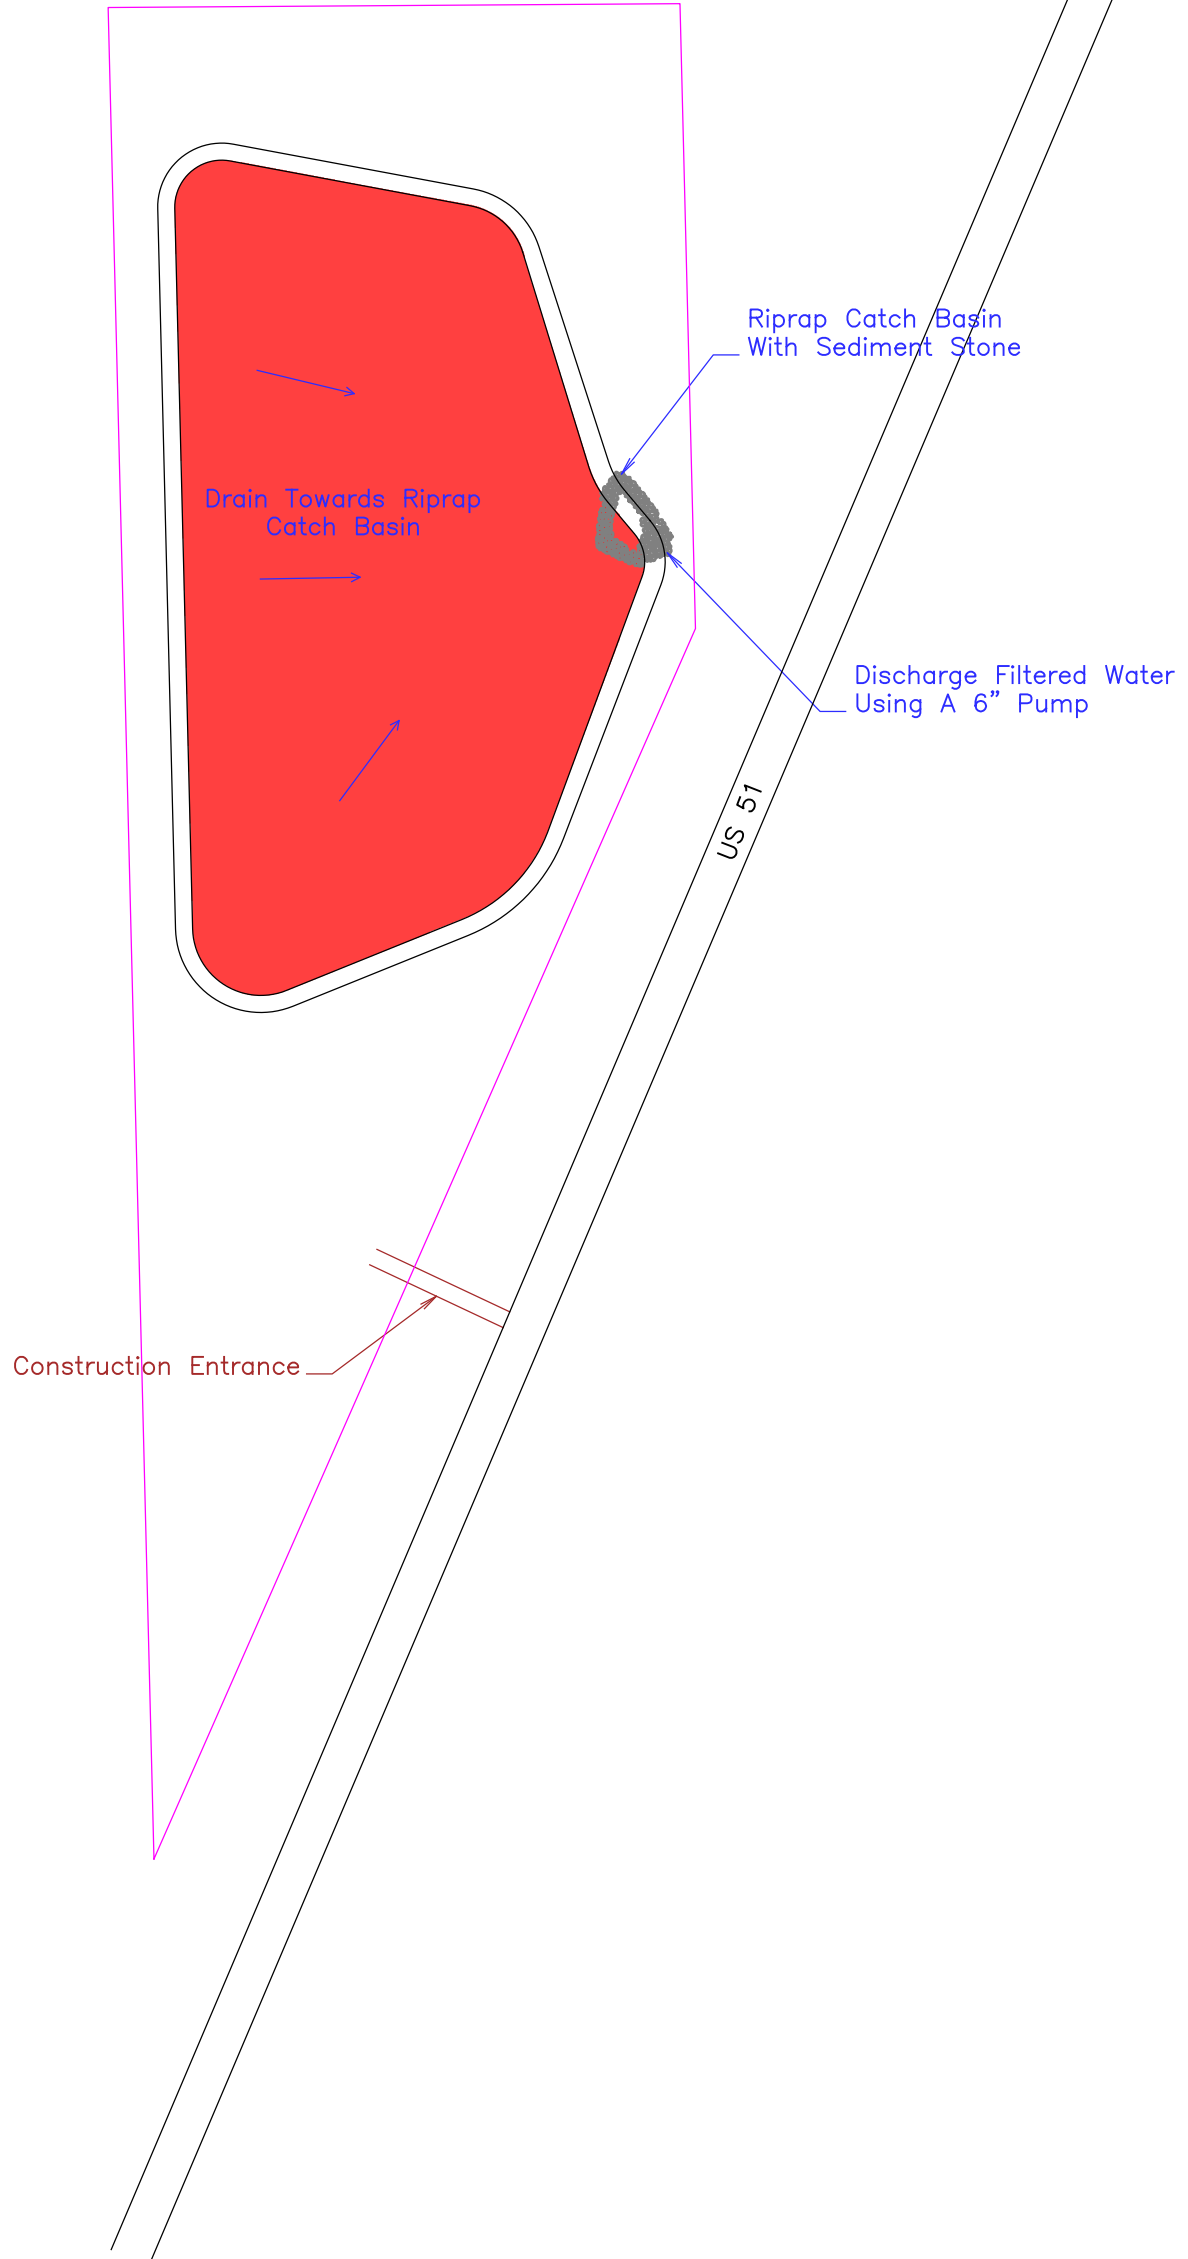 Riprap Catch Basin
With Sediment Stone
Drain Towards Riprap
Catch Basin
Discharge Filtered Water
Using A 6” Pump
US 51
Construction Entrance